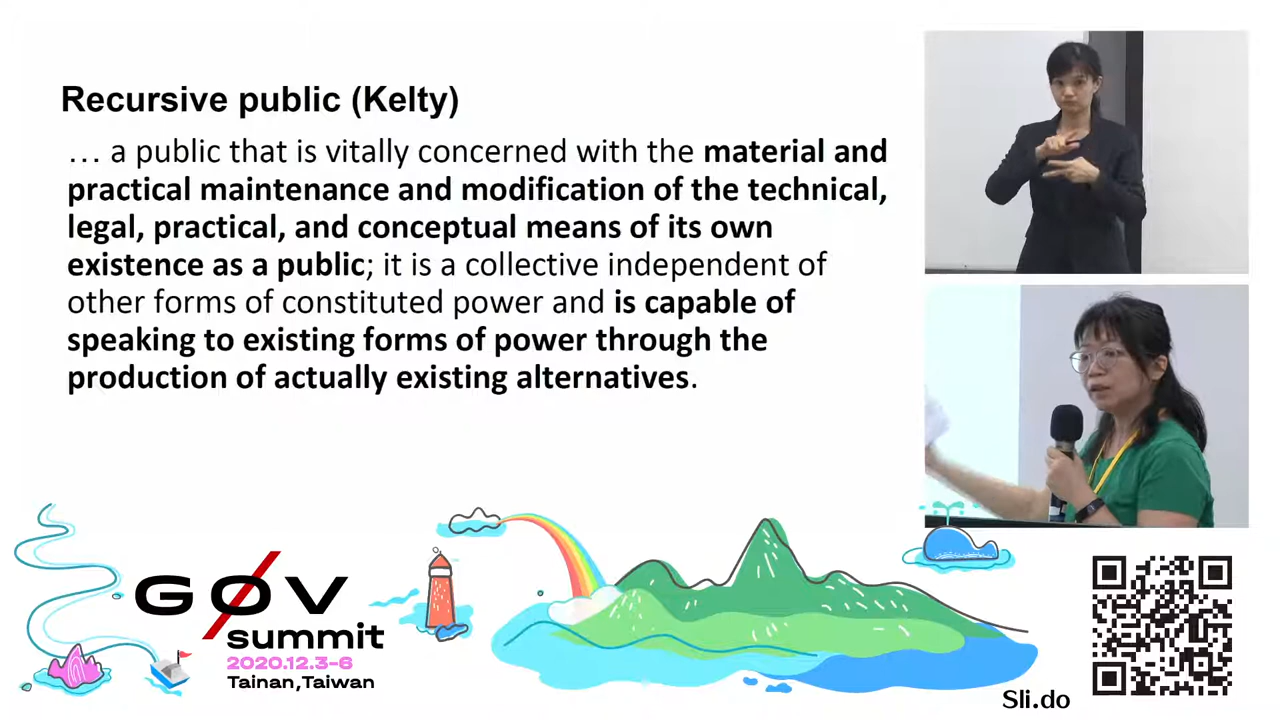 Recursive public (Kelty)
… a public that is vitally concerned with the material and
practical maintenance and modification of the technical,
legal, practical, and conceptual means of its own
existence as a public; it is a collective independent of
other forms of constituted power and is capable of
speaking to existing forms of power through the
production of actually existing alternatives.
GØV
summit
2020.12.3-6
Tainan,Taiwan
Sli.do